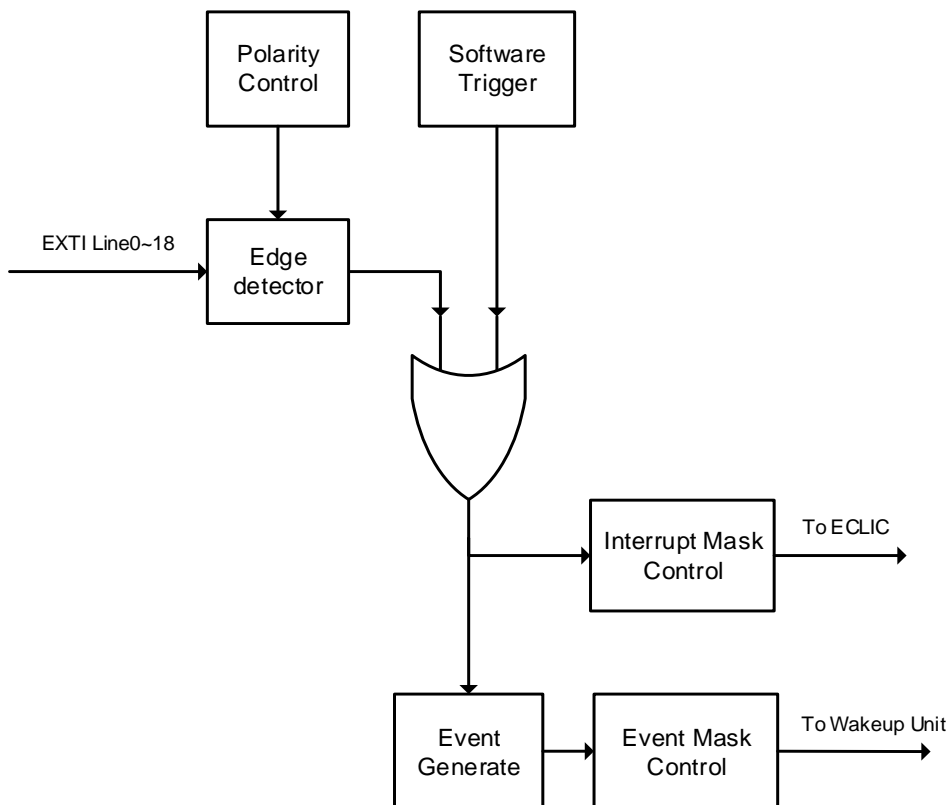 Polarity
Control
Software
Trigger
EXTI Line0~18
Edge
detector
Interrupt Mask
Control
To ECLIC
Event
Generate
Event Mask
Control
To Wakeup Unit